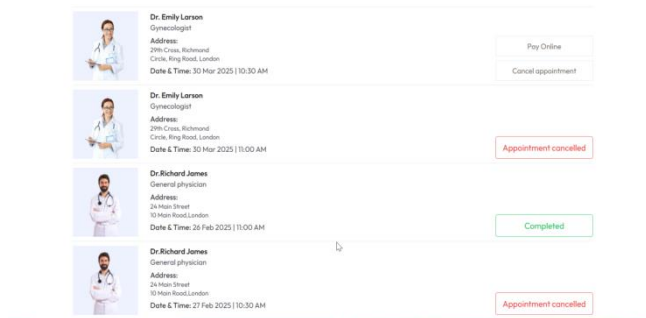 Dr. Emily Larson
Gynecologist
Address:
29th Cross, Richmond
Circle, Ring Road, London
Date & Time: 30 Mar 2025 | 10:30 AM
Pay Online
Cancel appointment
Dr. Emily Larson
Gynecologist
Address:
29th Cross, Richmond
Circle, Ring Road, London
Date & Time: 30 Mar 2025 | 11:00 AM
Appointment cancelled
Dr.Richard James
General physician
Address:
24 Main Street
10 Main Road,London
Date & Time: 26 Feb 2025 | 11:00 AM
Completed
Dr.Richard James
General physician
Address:
24 Main Street
10 Main Road,London
Date & Time: 27 Feb 2025 | 10:30 AM
Appointment cancelled